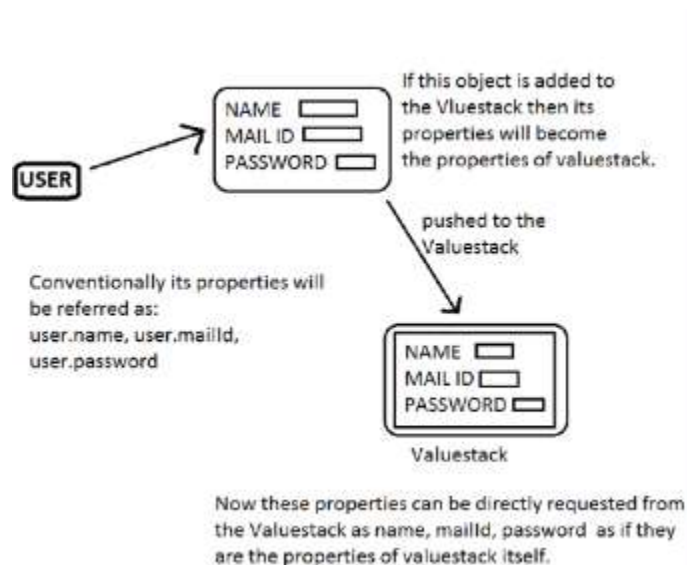 If this object is added to
the Vluestack then its
properties will become
the properties of valuestack.
NAME
MAIL ID
PASSWORD
USER
pushed to the
Valuestack
Conventionally its properties will
be referred as:
user.name, user.mailId,
user.password
NAME
MAIL ID
PASSWORD
Valuestack
Now these properties can be directly requested from
the Valuestack as name, mailId, password as if they
are the properties of valuestack itself.